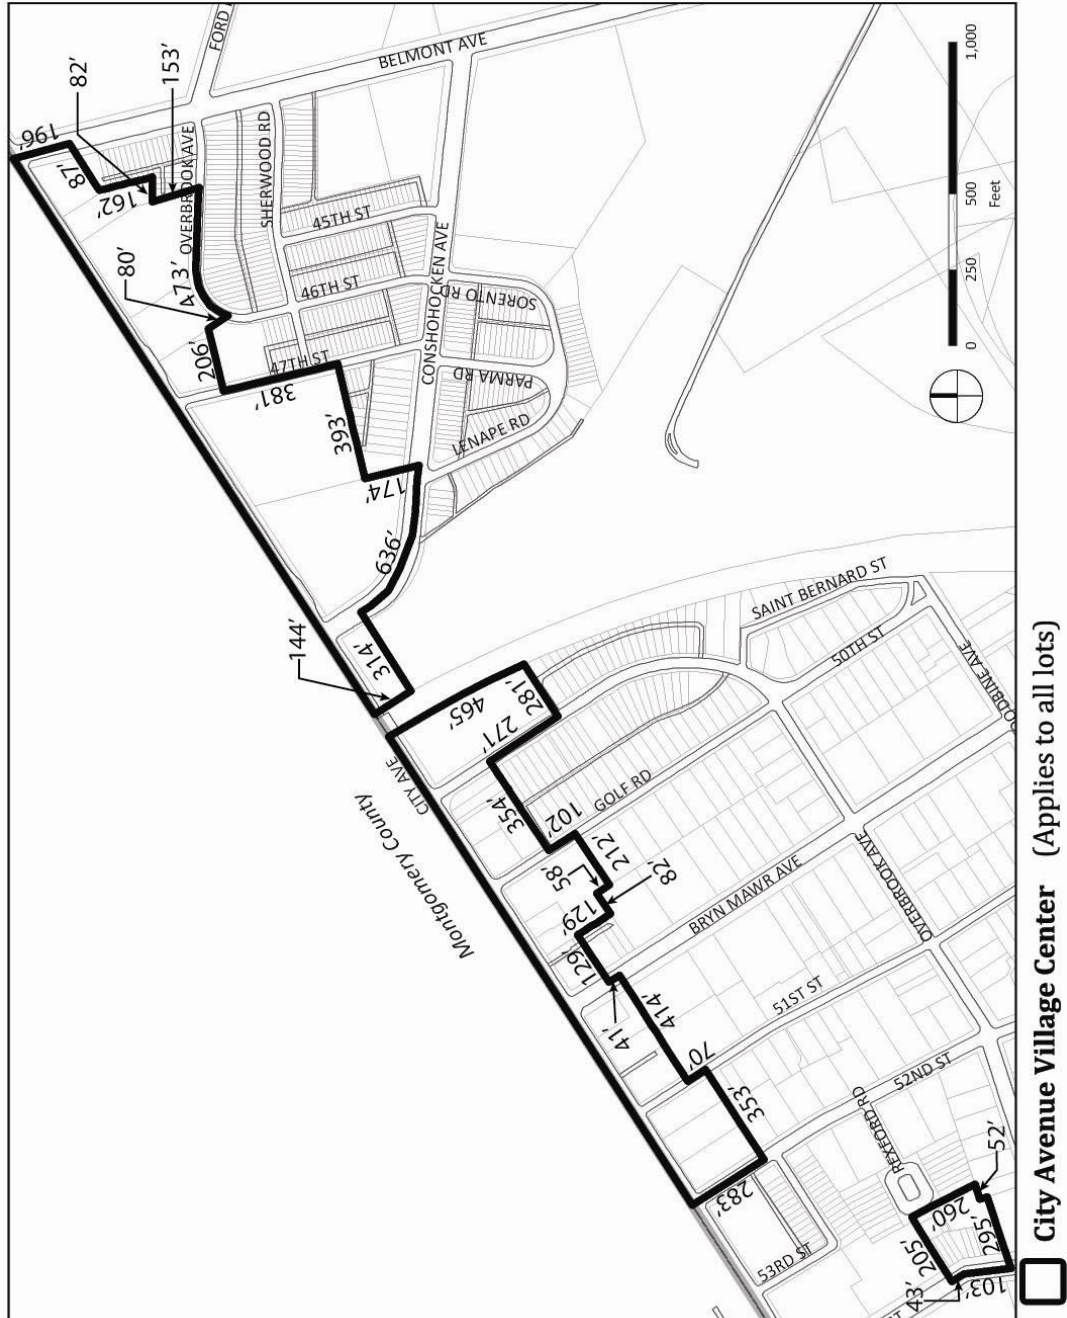 196'
87'
82'
153'
162'
FORD
BELMONT AVE
OVERBROOK AVE
SHERWOOD RD
473'
80'
206'
381'
45TH ST
46TH ST
47TH ST
CONSHOHOCKEN AVE
SORENTO RD
PARMA RD
LENAPE RD
393'
174'
636'
144'
314'
465'
281'
271'
354'
102'
212'
58'
82'
129'
129'
41'
414'
70'
353'
283'
CITY AVE
Montgomery County
GOLF RD
BRYN MAWR AVE
SAINT BERNARD ST
50TH ST
OVERBROOK AVE
51ST ST
52ND ST
REXFORD RD
53RD ST
205'
260'
52'
295'
43'
103'
ST
0
250
500
1,000
Feet
City Avenue Village Center (Applies to all lots)